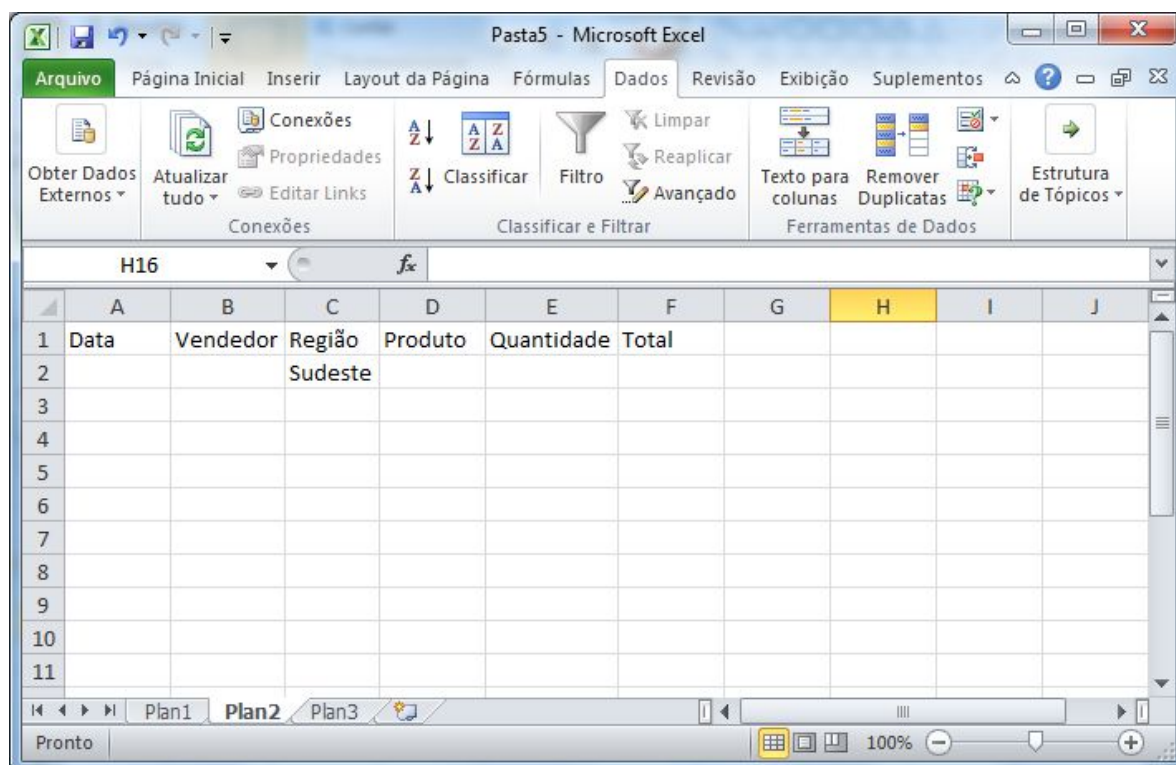 Pasta5 - Microsoft Excel
Arquivo Página Inicial Inserir Layout da Página Fórmulas Dados Revisão Exibição Suplementos
Obter Dados Externos
Atualizar tudo
Conexões
Propriedades
Editar Links
Conexões
Classificar
Filtro
Limpar
Reaplicar
Avançado
Classificar e Filtrar
Texto para colunas
Remover Duplicatas
Ferramentas de Dados
Estrutura de Tópicos
H16 fx
A B C D E F G H I J
1 Data Vendedor Região Produto Quantidade Total
2 Sudeste
3
4
5
6
7
8
9
10
11
Plan1 Plan2 Plan3
Pronto 100%